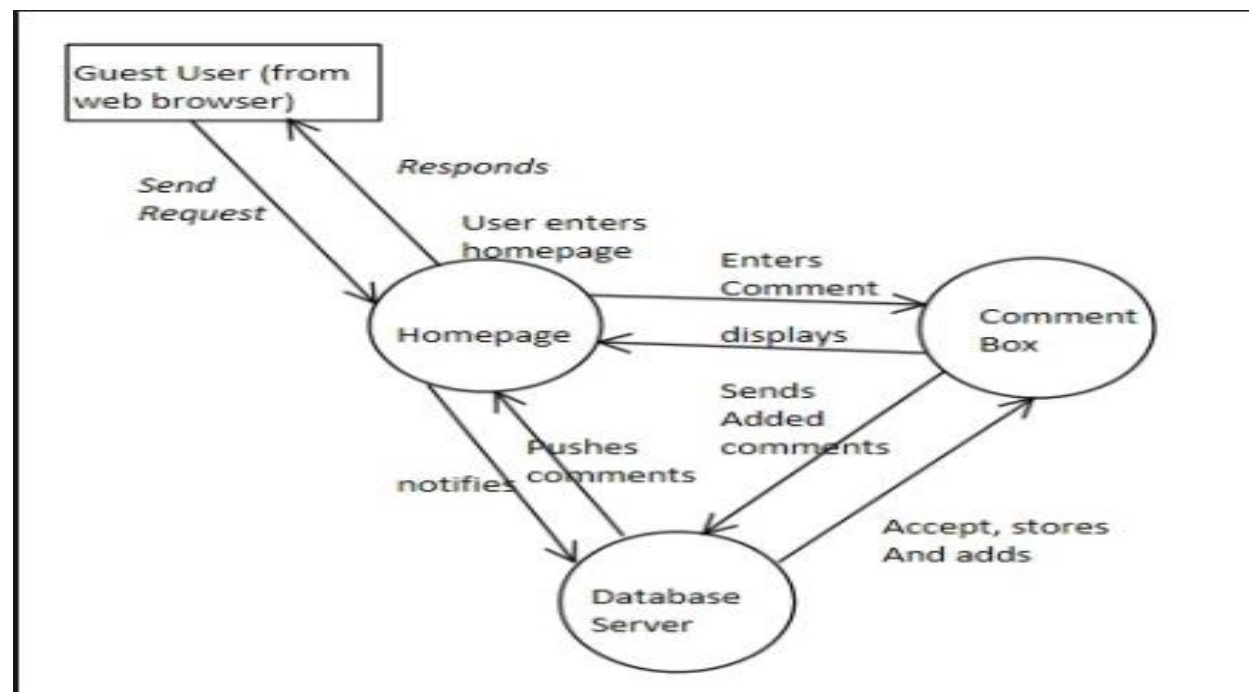 Guest User (from
web browser)
Responds
Send
Request
User enters
homepage
Enters
Comment
Homepage
displays
Comment
Box
Sends
Added
comments
Pushes
comments
notifies
Accept, stores
And adds
Database
Server